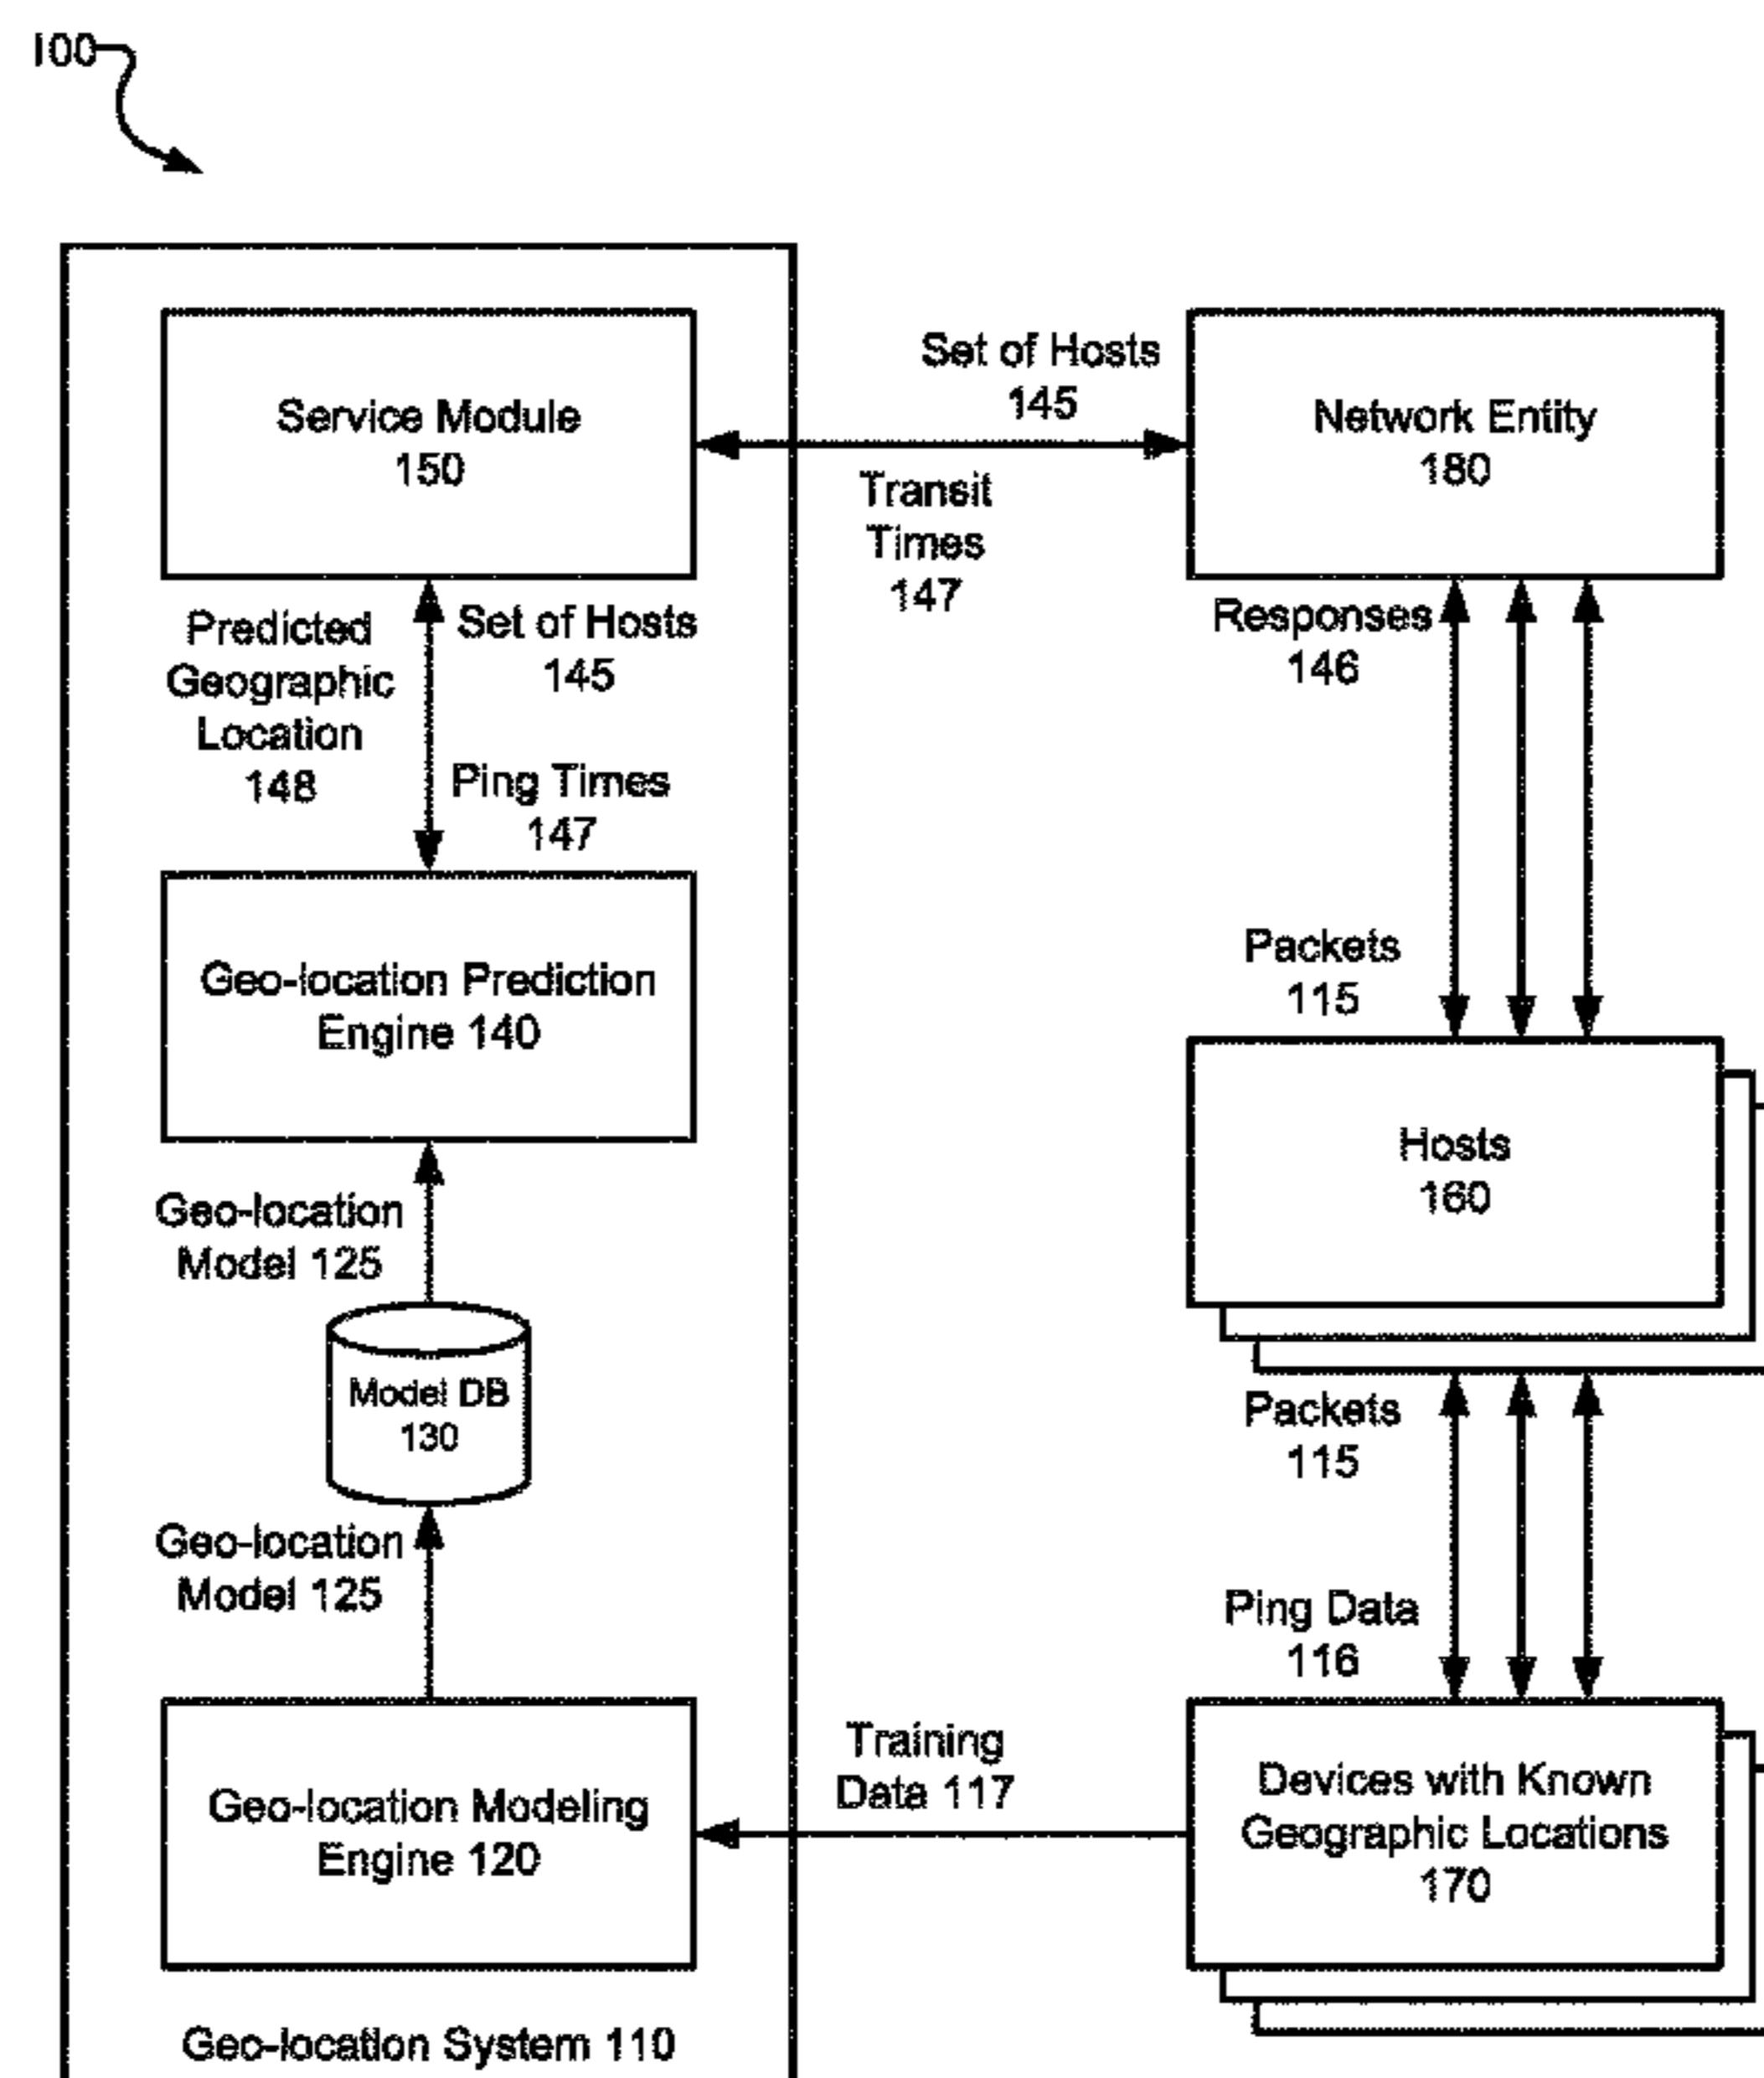 100
Service Module
150
Set of Hosts
145
Transit
Times
147
Network Entity
180
Predicted
Geographic
Location
148
Set of Hosts
145
Ping Times
147
Responses
146
Packets
115
Geo-location Prediction
Engine 140
Hosts
160
Geo-location
Model 125
Model DB
130
Geo-location
Model 125
Packets
115
Ping Data
116
Geo-location Modeling
Engine 120
Training
Data 117
Devices with Known
Geographic Locations
170
Geo-location System 110